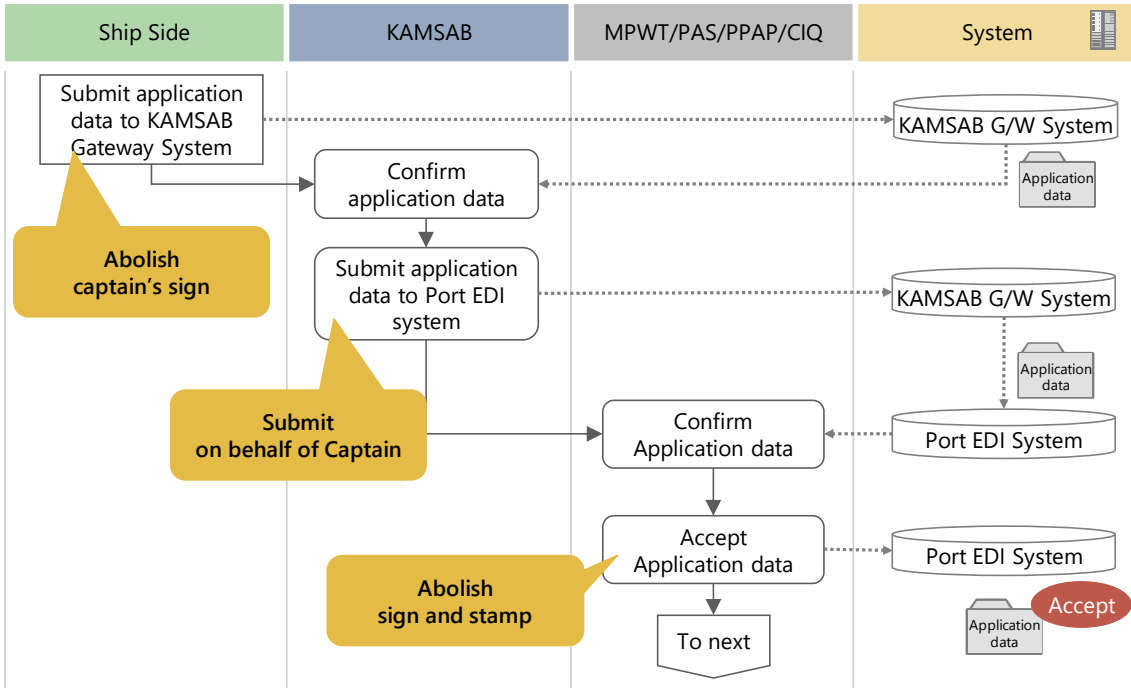 Ship Side
KAMSAB
MPWT/PAS/PPAP/CIQ
System
Submit application
data to KAMSAB
Gateway System
KAMSAB G/W System
Application
data
Confirm
application data
Abolish
captain's sign
Submit application
data to Port EDI
system
KAMSAB G/W System
Application
data
Submit
on behalf of Captain
Confirm
Application data
Port EDI System
Accept
Application data
Port EDI System
Abolish
sign and stamp
Accept
Application
data
To next